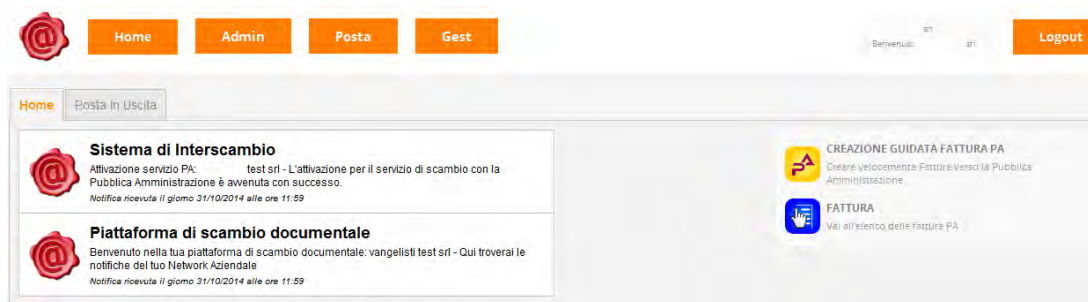 Home Admin Posta Gest srl
Benvenuto: srl Logout
Home Posta In Uscita
Sistema di Interscambio
Attivazione servizio PA: test srl - L'attivazione per il servizio di scambio con la
Pubblica Amministrazione è avvenuta con successo.
Notifica ricevuta il giorno 31/10/2014 alle ore 11:59
Piattaforma di scambio documentale
Benvenuto nella tua piattaforma di scambio documentale: vangelisti test srl - Qui troverai le
notifiche del tuo Network Aziendale
Notifica ricevuta il giorno 31/10/2014 alle ore 11:59
CREAZIONE GUIDATA FATTURA PA
Creare velocemente Fatture verso la Pubblica
Amministrazione
FATTURA
Vai all'elenco delle fatture PA